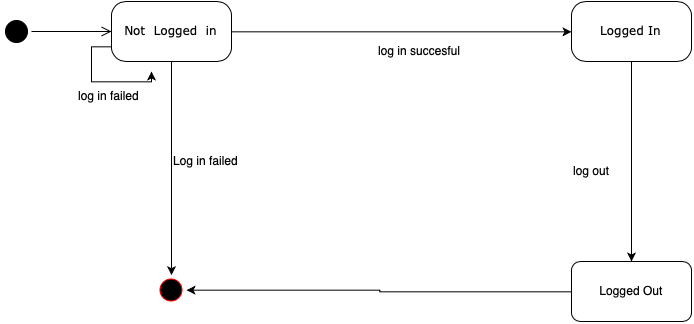 Not Logged in
Logged In
log in succesful
log in failed
Log in failed
log out
Logged Out